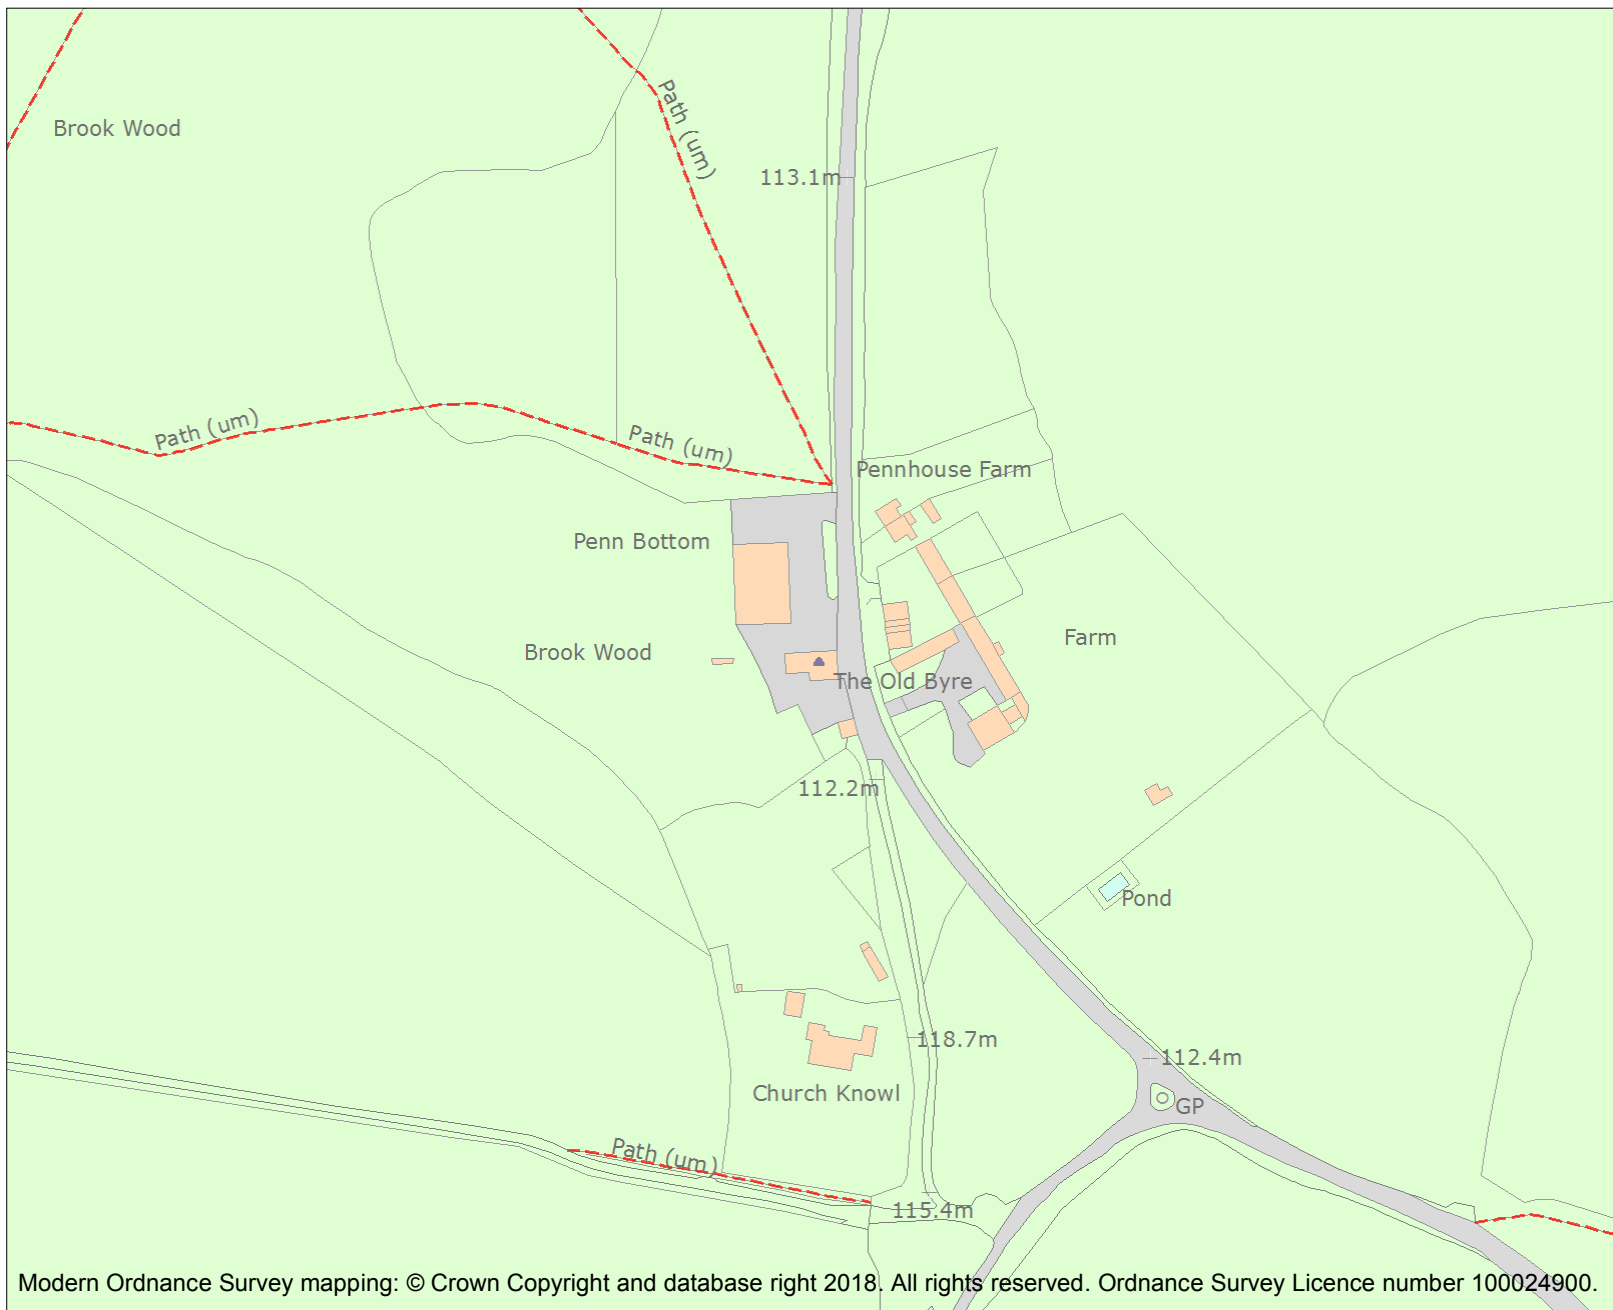 Brook Wood
Path (um)
113.1m
Path (um)
Path (um)
Pennhouse Farm
Penn Bottom
Farm
Brook Wood
The Old Byre
112.2m
Pond
118.7m
112.4m
Church Knowl
GP
Path (um)
115.4m
Modern Ordnance Survey mapping: © Crown Copyright and database right 2018. All rights reserved. Ordnance Survey Licence number 100024900.